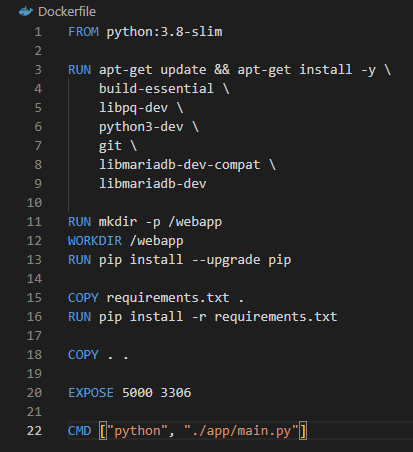 Dockerfile
1 FROM python:3.8-slim
2
3 RUN apt-get update && apt-get install -y \
4     build-essential \
5     libpq-dev \
6     python3-dev \
7     git \
8     libmariadb-dev-compat \
9     libmariadb-dev
10
11 RUN mkdir -p /webapp
12 WORKDIR /webapp
13 RUN pip install --upgrade pip
14
15 COPY requirements.txt .
16 RUN pip install -r requirements.txt
17
18 COPY . .
19
20 EXPOSE 5000 3306
21
22 CMD ["python", "./app/main.py"]